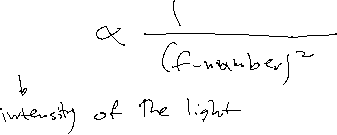 ∝ 1 / (f-number)²
intensity of the light